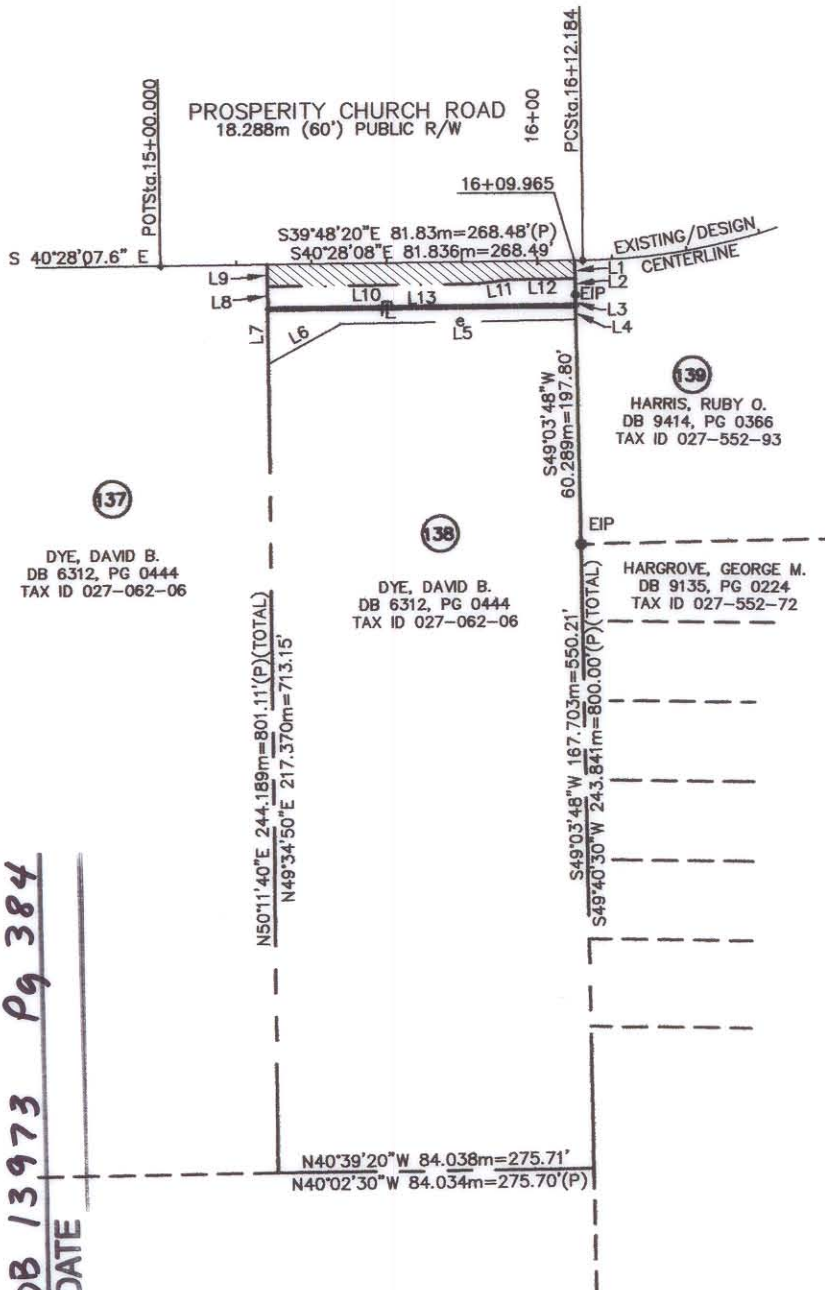 PROSPERITY CHURCH ROAD
18.288m (60') PUBLIC R/W
POTSta.15+00.000
16+00
PCSta.16+12.184
16+09.965
S39°48'20"E 81.83m=268.48'(P)
S40°28'08"E 81.836m=268.49'
S 40°28'07.6" E
EXISTING/DESIGN
CENTERLINE
L9
L1
L2
L10
L11
L12
EIP
L8
L13
L3
L4
L7
L6
e
L5
S49°03'48"W
60.289m=197.80'
139
HARRIS, RUBY O.
DB 9414, PG 0366
TAX ID 027-552-93
137
DYE, DAVID B.
DB 6312, PG 0444
TAX ID 027-062-06
138
DYE, DAVID B.
DB 6312, PG 0444
TAX ID 027-062-06
EIP
HARGROVE, GEORGE M.
DB 9135, PG 0224
TAX ID 027-552-72
N50°11'40"E 244.189m=801.11'(P)(TOTAL)
N49°34'50"E 217.370m=713.15'
S49°03'48"W 167.703m=550.21'
S49°40'30"W 243.841m=800.00'(P)(TOTAL)
N40°39'20"W 84.038m=275.71'
N40°02'30"W 84.034m=275.70'(P)
DB 13973 Pg 384
DATE